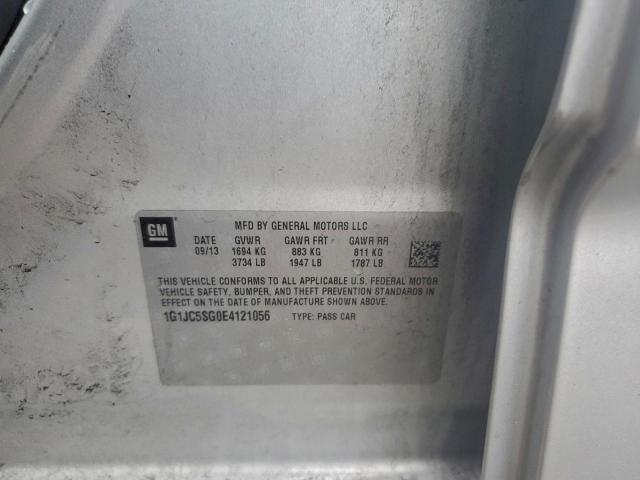 GM
MFD BY GENERAL MOTORS LLC
DATE GVWR GAWR FRT GAWR RR
09/13 1694 KG 883 KG 811 KG
3734 LB 1947 LB 1787 LB
THIS VEHICLE CONFORMS TO ALL APPLICABLE U.S. FEDERAL MOTOR
VEHICLE SAFETY, BUMPER, AND THEFT PREVENTION STANDARDS IN
EFFECT ON THE DATE OF MANUFACTURE SHOWN ABOVE.
1G1JC5SG0E4121056 TYPE: PASS CAR